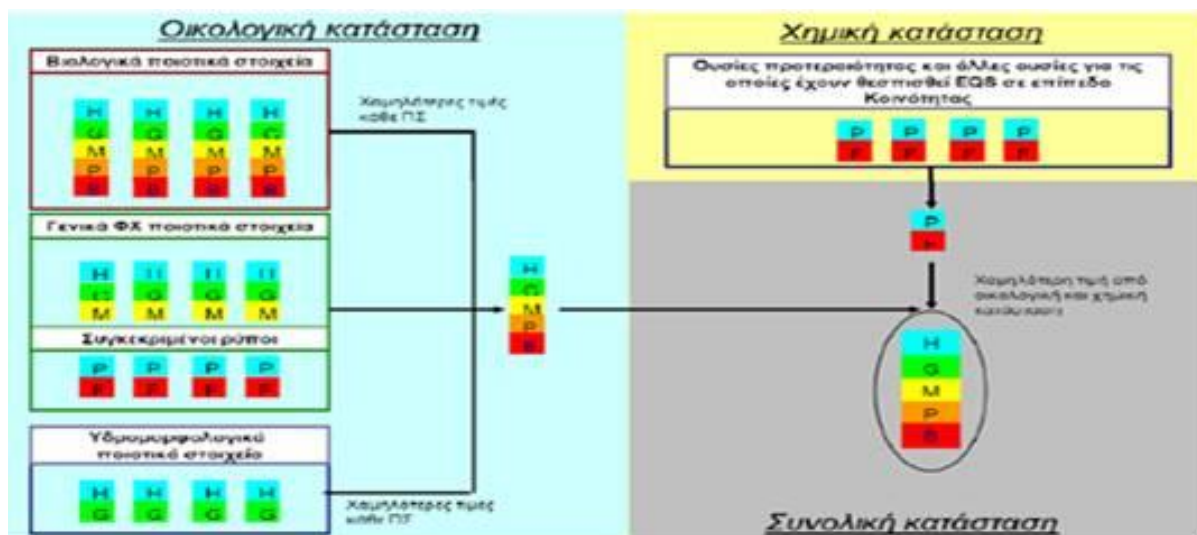 Οικολογική κατάσταση
Βιολογικά ποιοτικά στοιχεία
H H H H
G G G G
M M M M
P P P P
B B B B
Χαμηλότερες τιμές
κάθε ΠΣ
Γενικά ΦΧ ποιοτικά στοιχεία
H H H H
G G G G
M M M M
Συγκεκριμένοι ρύποι
P P P P
F F F F
Υδρομορφολογικά
ποιοτικά στοιχεία
H H H H
G G G G
Χαμηλότερες τιμές
κάθε ΠΣ
H
G
M
P
B
Χημική κατάσταση
Ουσίες προτεραιότητας και άλλες ουσίες για τις
οποίες έχουν θεσπισθεί EQS σε επίπεδο
Κοινότητας
P P P P
F F F F
P
F
Χαμηλότερη τιμή από
οικολογική και χημική
κατάσταση
H
G
M
P
B
Συνολική κατάσταση